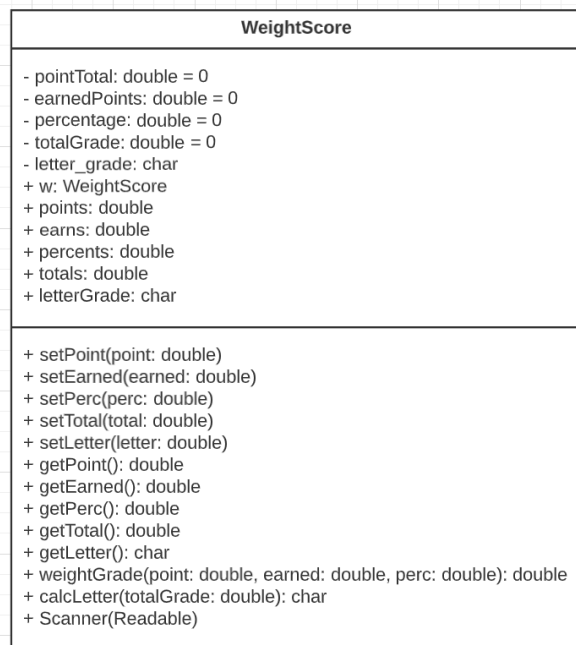 WeightScore
- pointTotal: double = 0
- earnedPoints: double = 0
- percentage: double = 0
- totalGrade: double = 0
- letter_grade: char
+ w: WeightScore
+ points: double
+ earns: double
+ percents: double
+ totals: double
+ letterGrade: char
+ setPoint(point: double)
+ setEarned(earned: double)
+ setPerc(perc: double)
+ setTotal(total: double)
+ setLetter(letter: double)
+ getPoint(): double
+ getEarned(): double
+ getPerc(): double
+ getTotal(): double
+ getLetter(): char
+ weightGrade(point: double, earned: double, perc: double): double
+ calcLetter(totalGrade: double): char
+ Scanner(Readable)